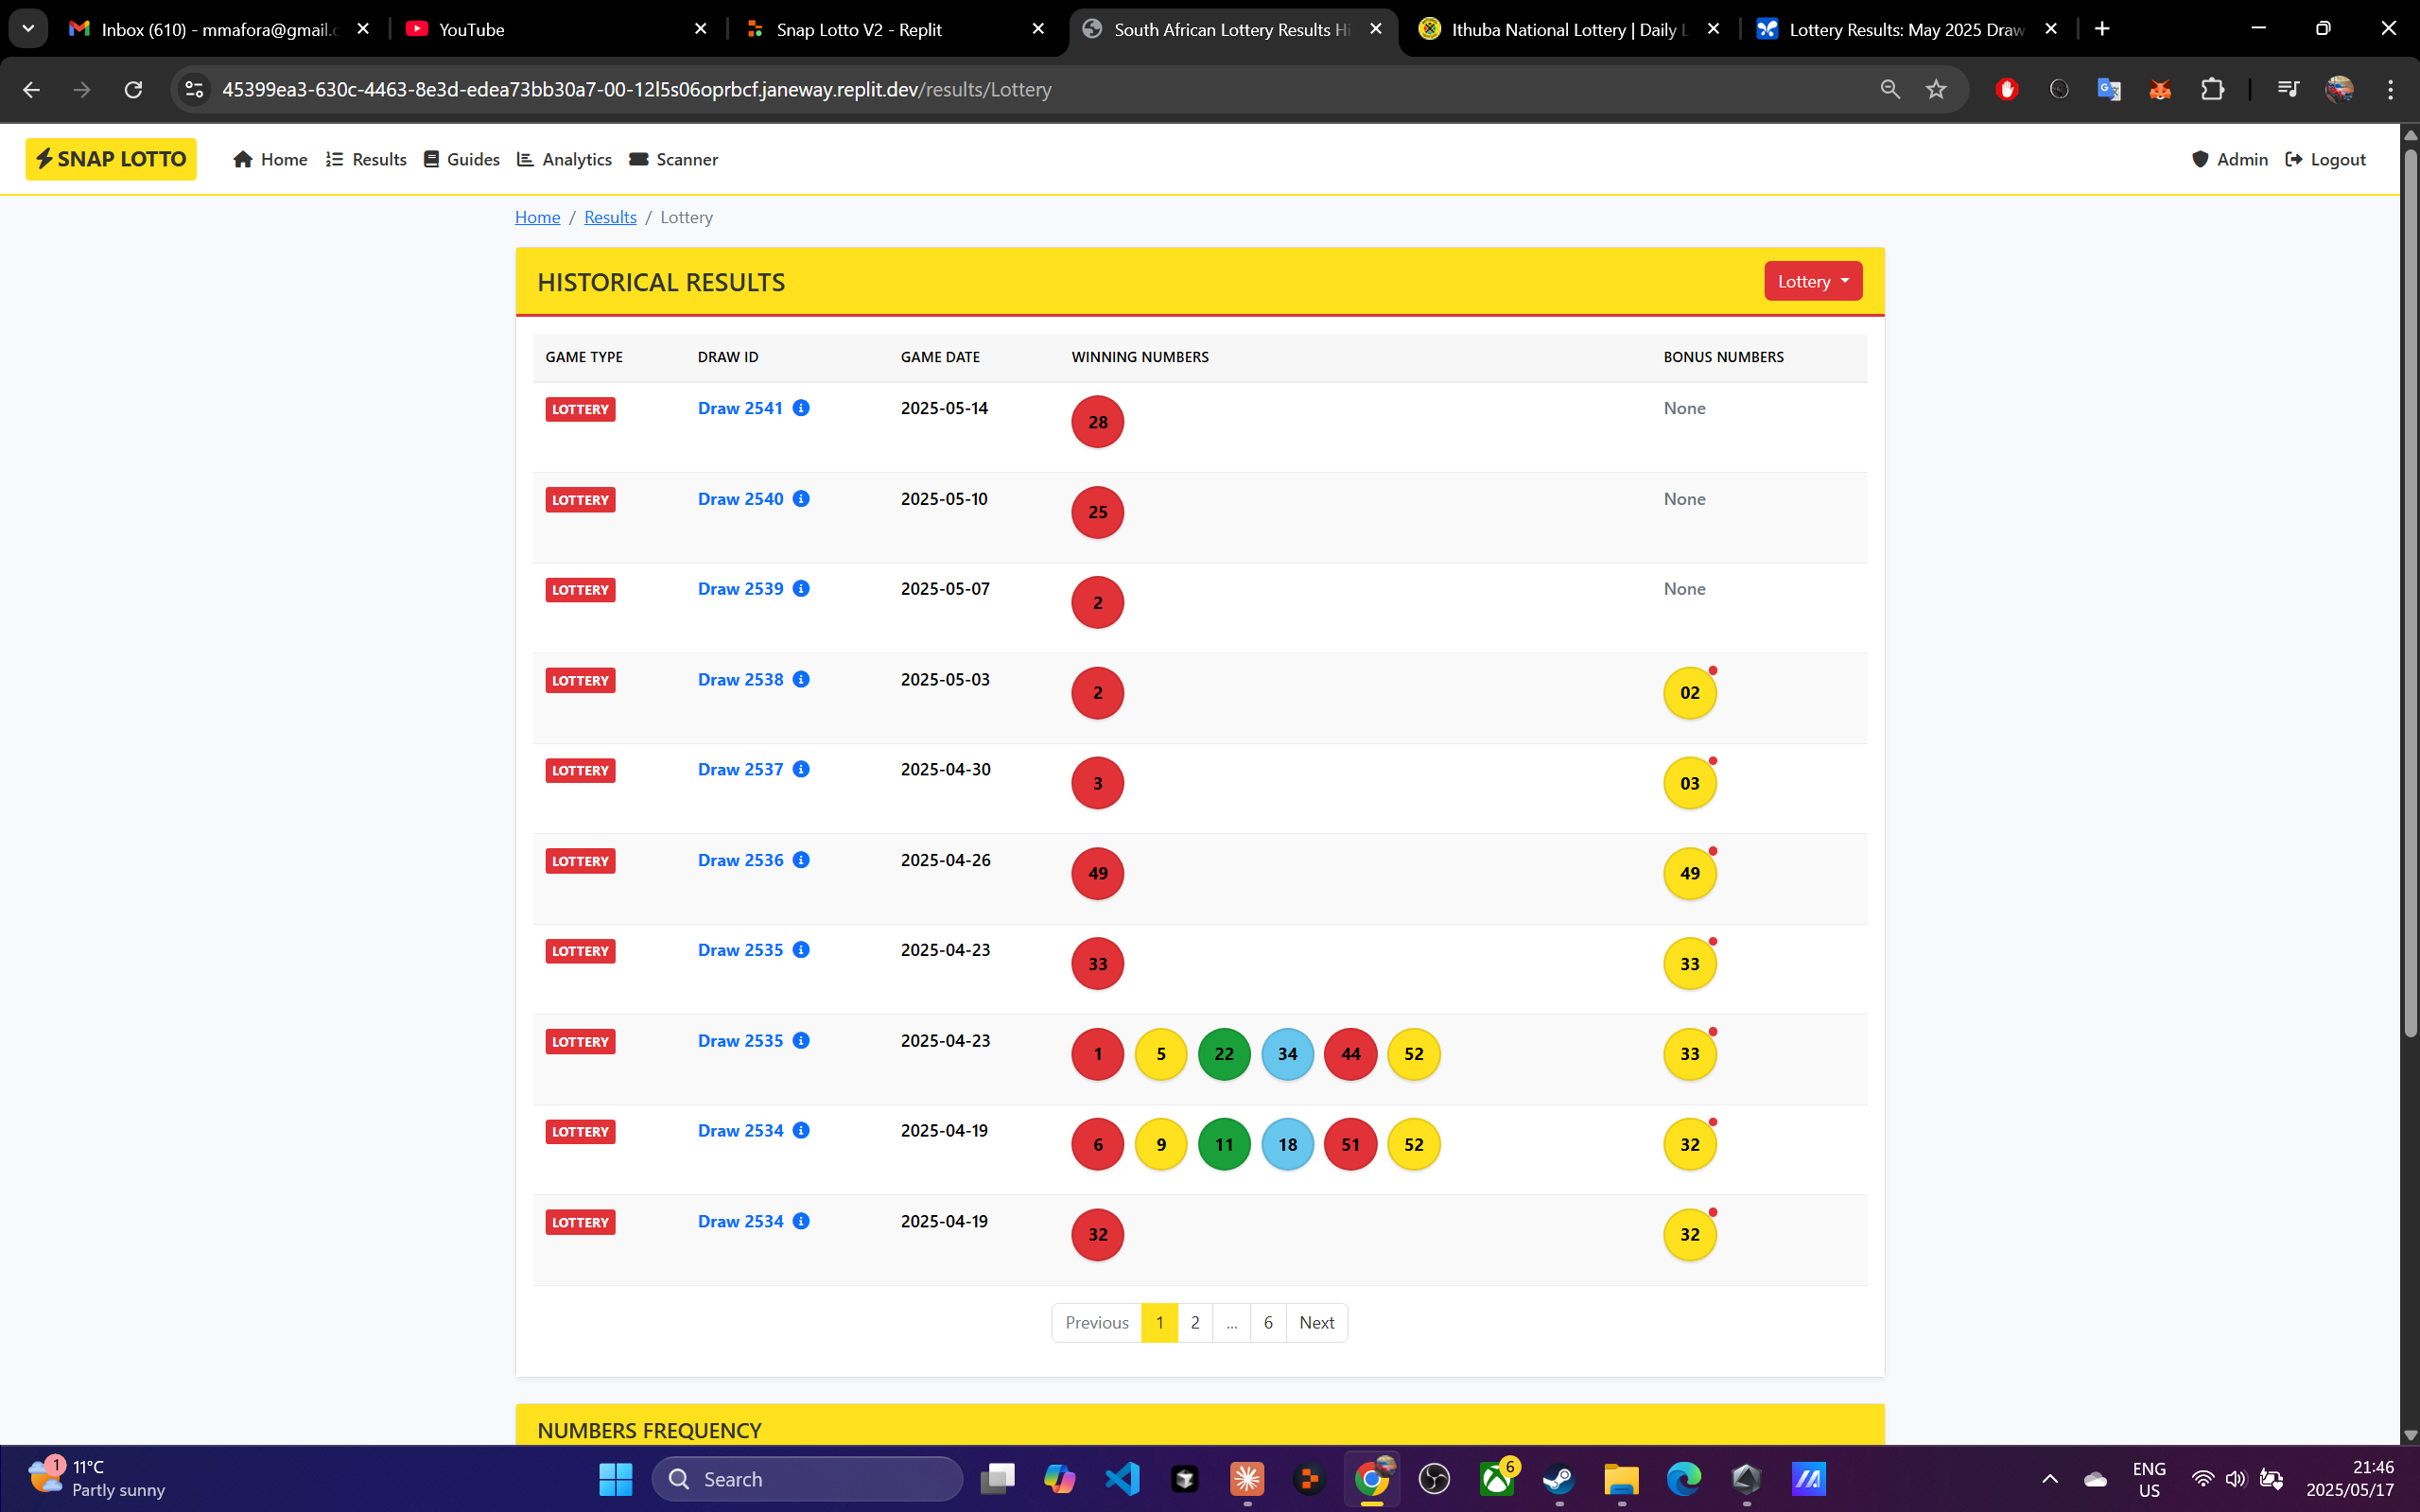 Inbox (610) - mmafora@gmail.c
YouTube
Snap Lotto V2 - Replit
South African Lottery Results Hi
Ithuba National Lottery | Daily L
Lottery Results: May 2025 Draw
45399ea3-630c-4463-8e3d-edea73bb30a7-00-12l5s06oprbcf.janeway.replit.dev/results/Lottery
SNAP LOTTO
Home
Results
Guides
Analytics
Scanner
Admin
Logout
Home / Results / Lottery
HISTORICAL RESULTS
Lottery
GAME TYPE DRAW ID GAME DATE WINNING NUMBERS BONUS NUMBERS
LOTTERY Draw 2541 2025-05-14 28 None
LOTTERY Draw 2540 2025-05-10 25 None
LOTTERY Draw 2539 2025-05-07 2 None
LOTTERY Draw 2538 2025-05-03 2 02
LOTTERY Draw 2537 2025-04-30 3 03
LOTTERY Draw 2536 2025-04-26 49 49
LOTTERY Draw 2535 2025-04-23 33 33
LOTTERY Draw 2535 2025-04-23 1 5 22 34 44 52 33
LOTTERY Draw 2534 2025-04-19 6 9 11 18 51 52 32
LOTTERY Draw 2534 2025-04-19 32 32
Previous 1 2 ... 6 Next
NUMBERS FREQUENCY
1
11°C
Partly sunny
Search
6
ENG
US
21:46
2025/05/17